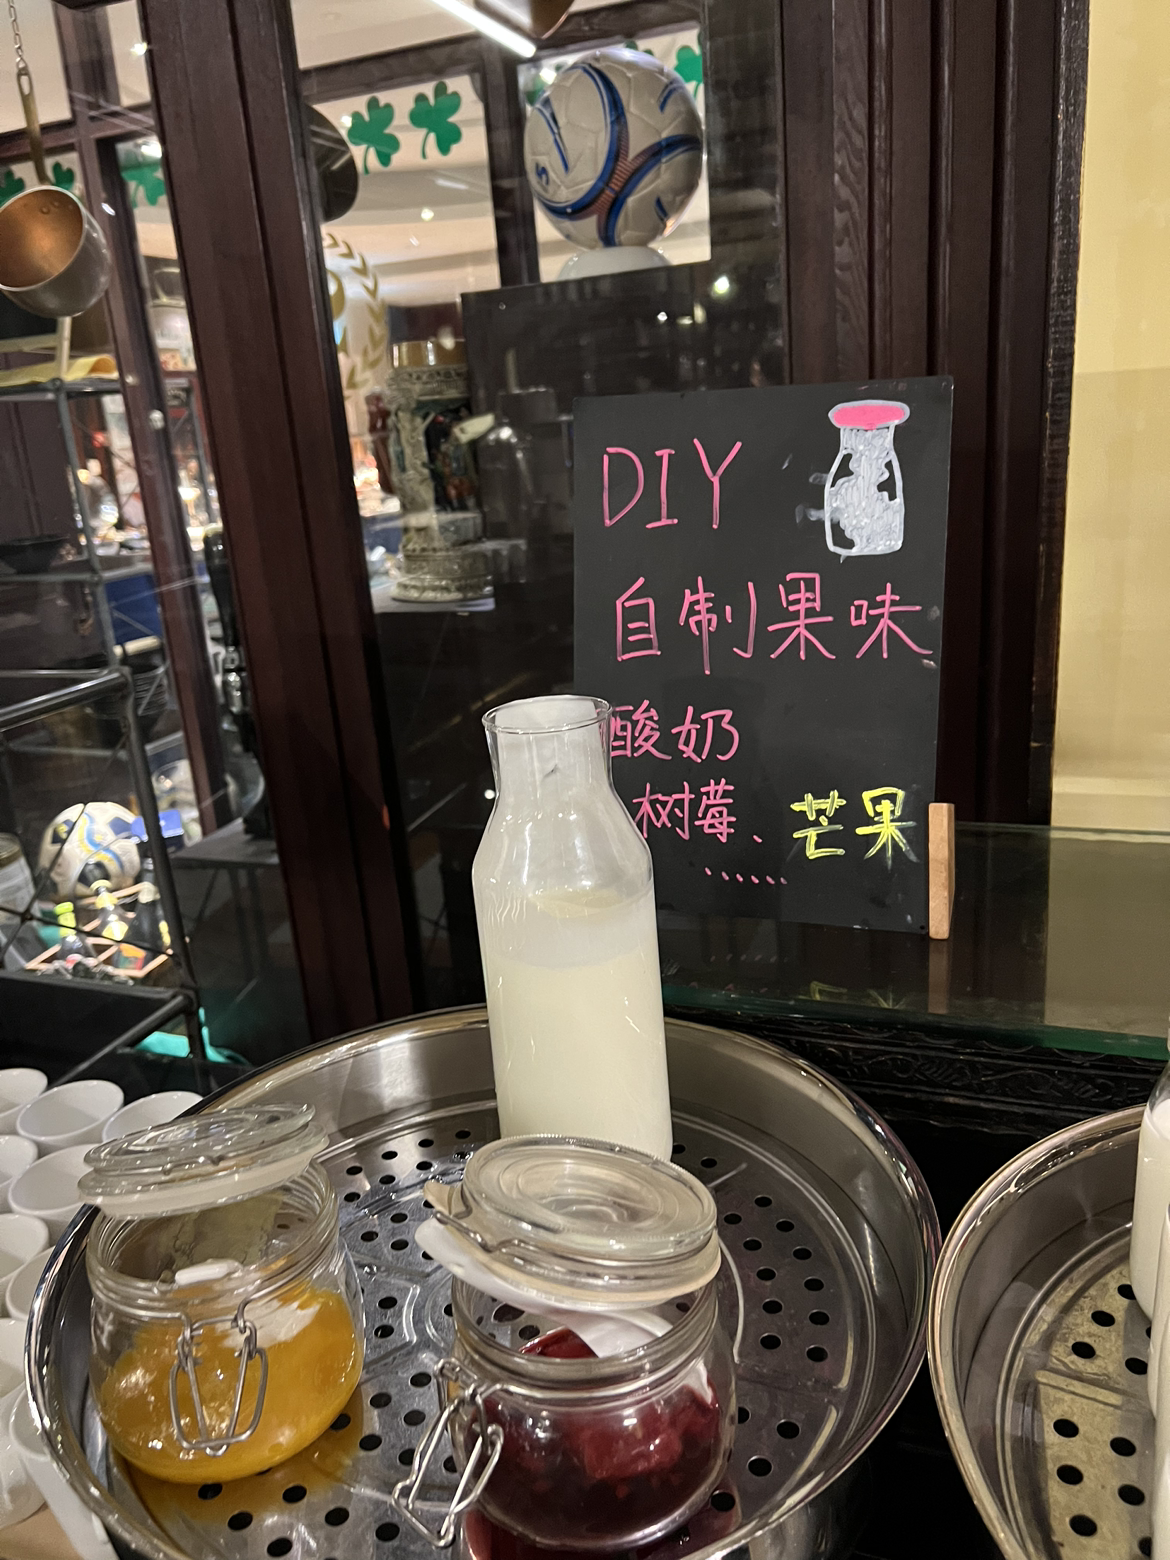 DIY
自制果味
酸奶
树莓、芒果
......